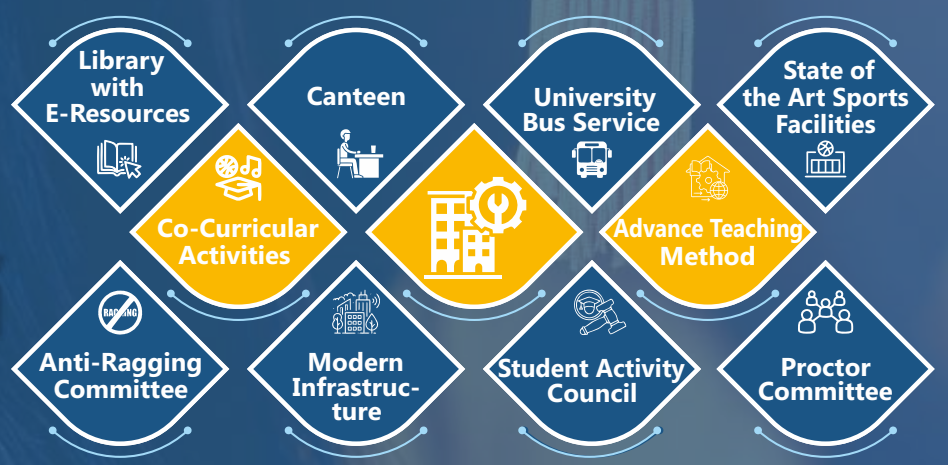 Library
with
E-Resources
Canteen
University
Bus Service
State of
the Art Sports
Facilities
Co-Curricular
Activities
Advance Teaching
Method
RAGGING
Anti-Ragging
Committee
Modern
Infrastruc-
ture
Student Activity
Council
Proctor
Committee